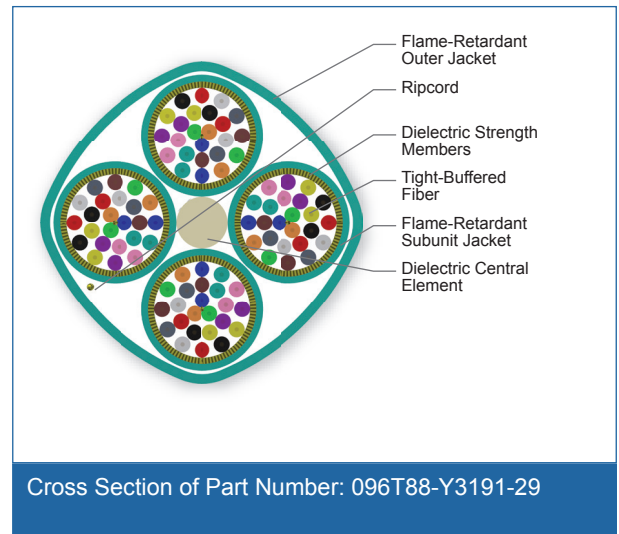 Flame-Retardant
Outer Jacket
Ripcord
Dielectric Strength
Members
Tight-Buffered
Fiber
Flame-Retardant
Subunit Jacket
Dielectric Central
Element
Cross Section of Part Number: 096T88-Y3191-29